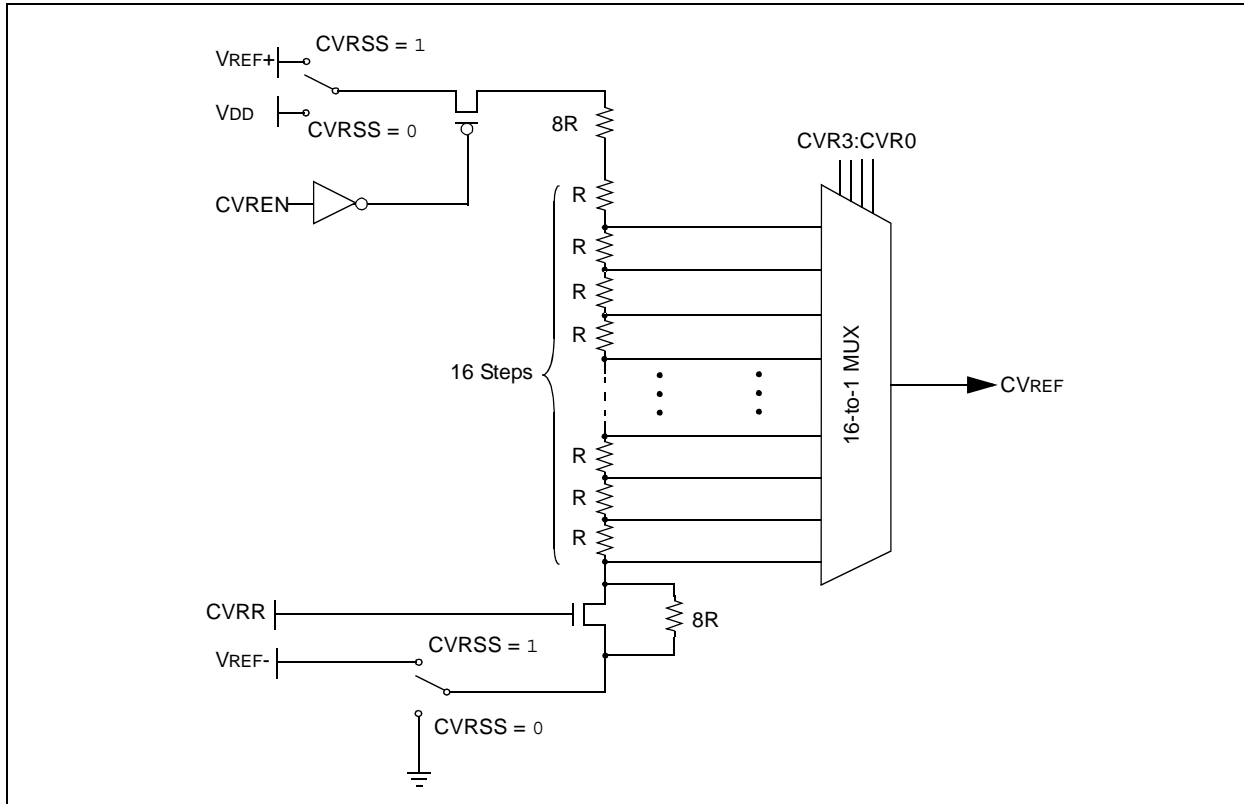 CVRSS = 1
VREF+
VDD
CVRSS = 0
8R
CVR3:CVR0
CVREN
R
R
R
R
16 Steps
16-to-1 MUX
CVREF
R
R
R
CVRR
8R
CVRSS = 1
VREF-
CVRSS = 0